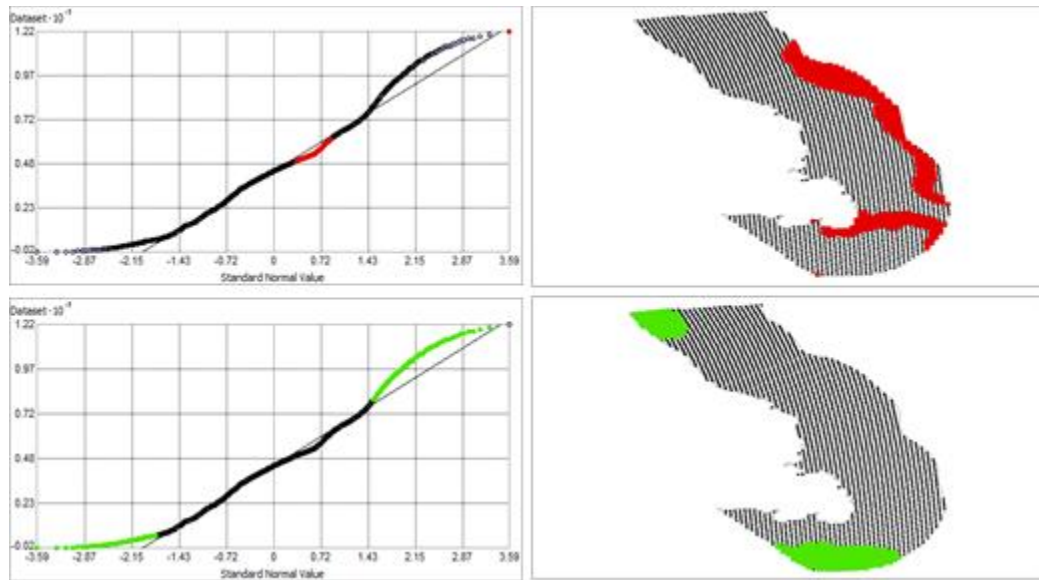 Dataset · 10⁻³
1.22
0.97
0.72
0.48
0.23
-0.02
-3.59 -2.87 -2.15 -1.43 -0.72 0 0.72 1.43 2.15 2.87 3.59
Standard Normal Value
Dataset · 10⁻³
1.22
0.97
0.72
0.48
0.23
-0.02
-3.59 -2.87 -2.15 -1.43 -0.72 0 0.72 1.43 2.15 2.87 3.59
Standard Normal Value